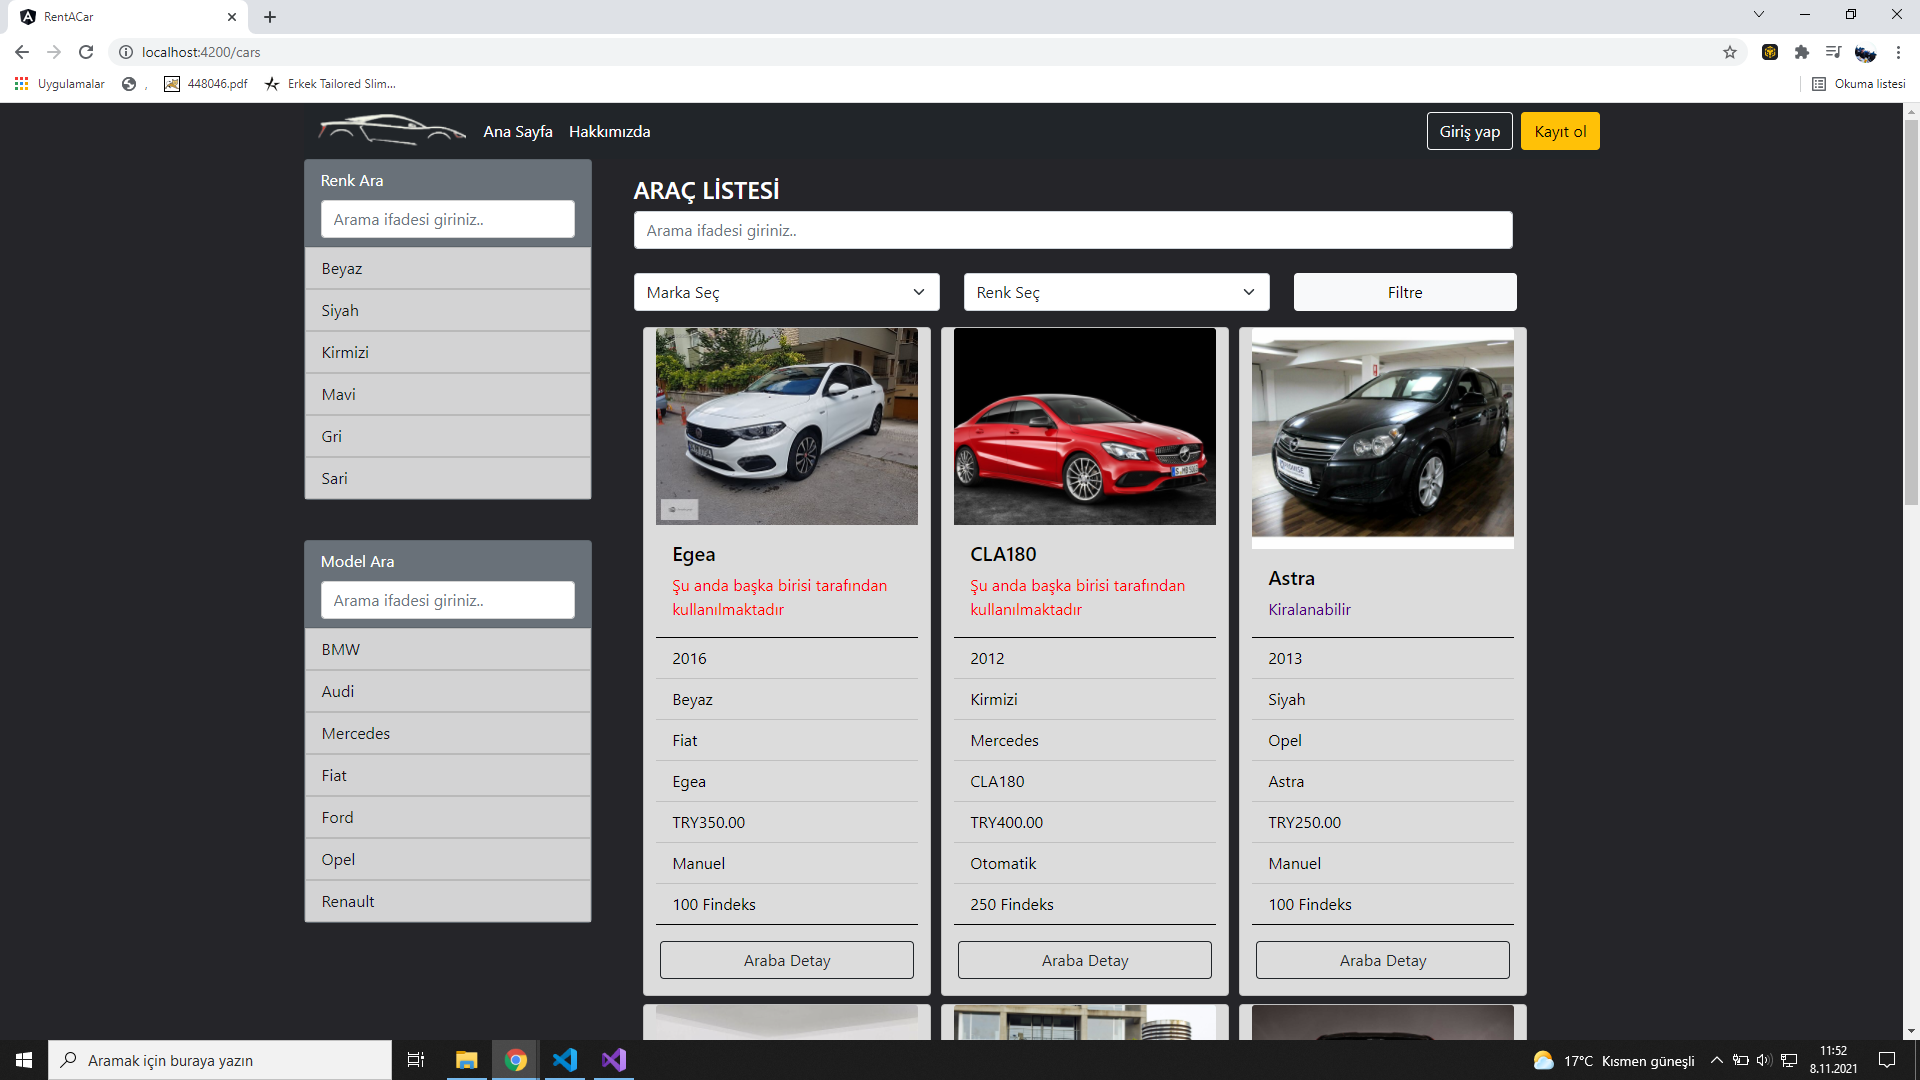 RentACar
localhost:4200/cars
Uygulamalar
,
448046.pdf
Erkek Tailored Slim...
Okuma listesi
Ana Sayfa
Hakkımızda
Giriş yap
Kayıt ol
Renk Ara
Arama ifadesi giriniz..
Beyaz
Siyah
Kirmizi
Mavi
Gri
Sari
Model Ara
Arama ifadesi giriniz..
BMW
Audi
Mercedes
Fiat
Ford
Opel
Renault
ARAÇ LİSTESİ
Arama ifadesi giriniz..
Marka Seç
Renk Seç
Filtre
Egea
Şu anda başka birisi tarafından
kullanılmaktadır
2016
Beyaz
Fiat
Egea
TRY350.00
Manuel
100 Findeks
Araba Detay
CLA180
Şu anda başka birisi tarafından
kullanılmaktadır
2012
Kirmizi
Mercedes
CLA180
TRY400.00
Otomatik
250 Findeks
Araba Detay
Astra
Kiralanabilir
2013
Siyah
Opel
Astra
TRY250.00
Manuel
100 Findeks
Araba Detay
Aramak için buraya yazın
17°C Kısmen güneşli
11:52
8.11.2021